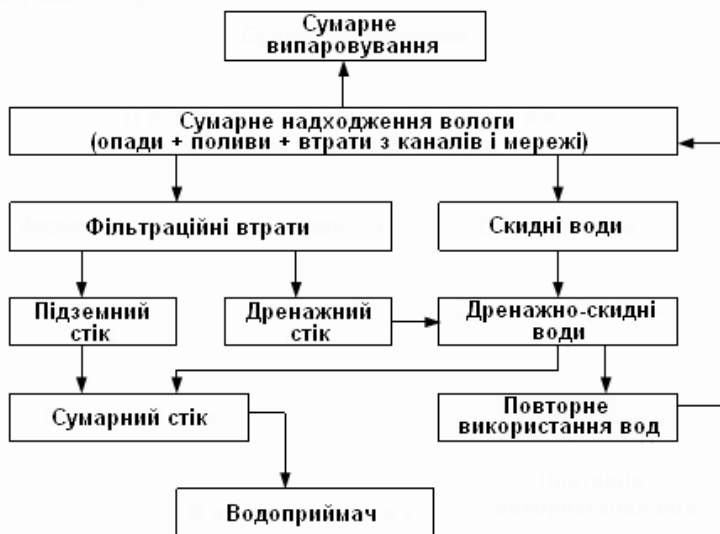 Сумарне
випаровування
Сумарне надходження вологи
(опади + поливи + втрати з каналів і мережі)
Фільтраційні втрати
Скидні води
Підземний
стік
Дренажний
стік
Дренажно-скидні
води
Сумарний стік
Повторне
використання вод
Водоприймач